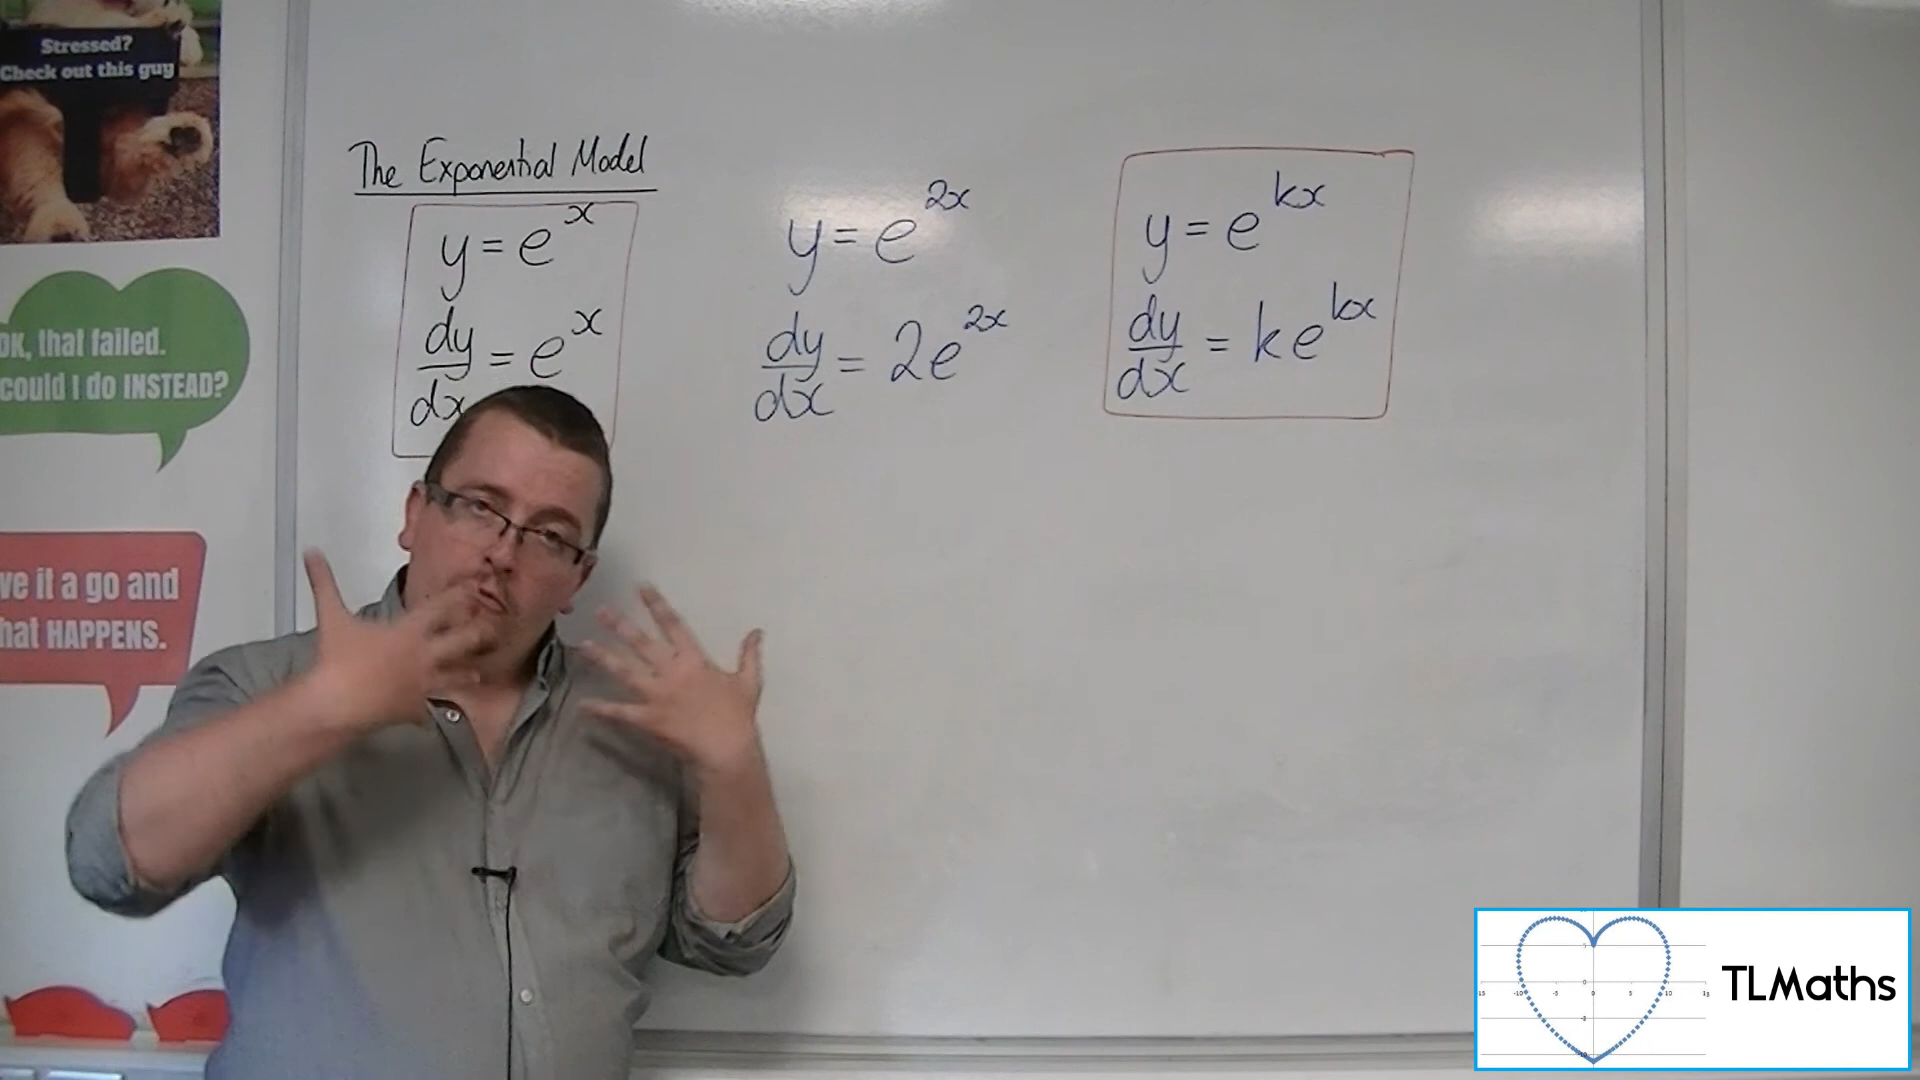 Stressed?
Check out this guy
OK, that failed.
could I do INSTEAD?
ve it a go and
hat HAPPENS.
The Exponential Model
y = e^x
dy/dx = e^x
y = e^{2x}
dy/dx = 2e^{2x}
y = e^{kx}
dy/dx = ke^{kx}
TLMaths